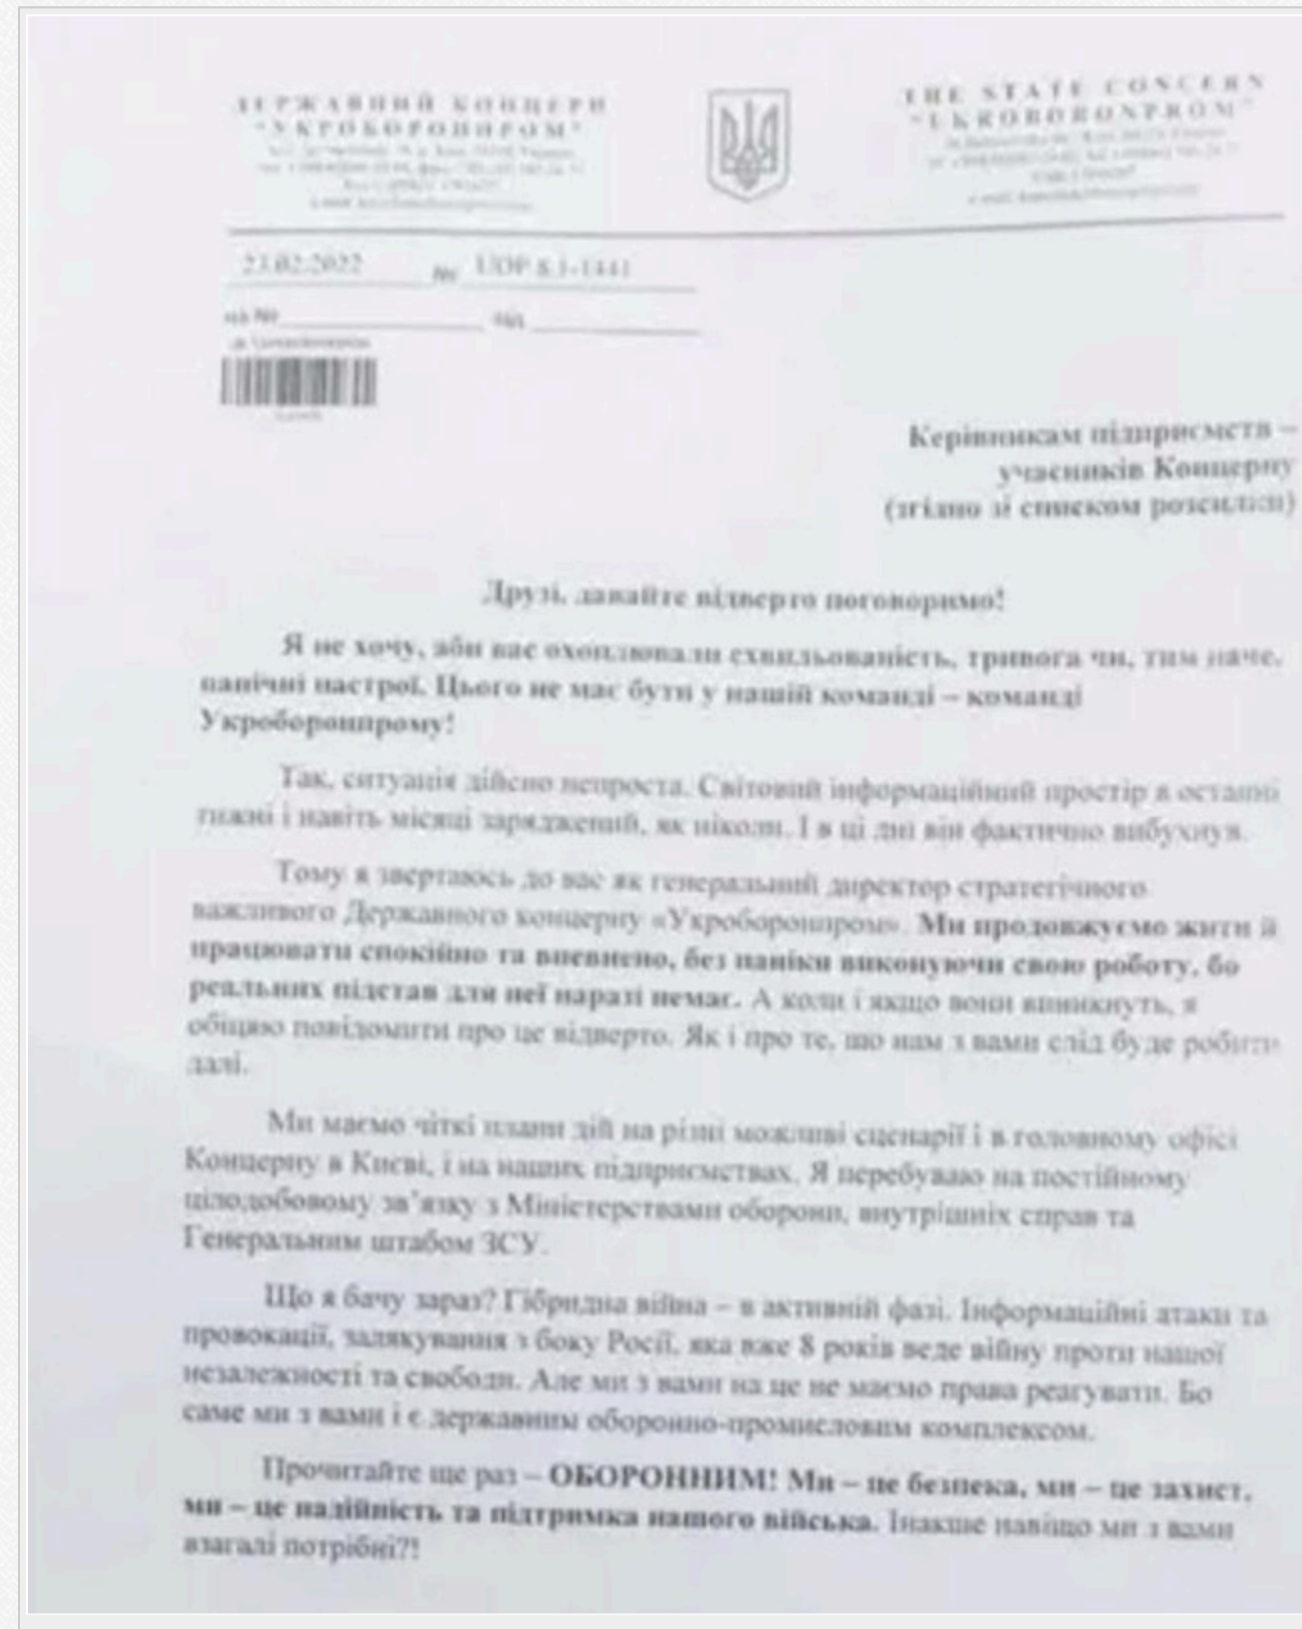 ДЕРЖАВНИЙ КОНЦЕРН
"УКРОБОРОНПРОМ"
THE STATE CONCERN
"UKROBORONPROM"
23.02.2022 № UOP 8.1-1441
на № від
Керівникам підприємств –
учасників Концерну
(згідно зі списком розсилки)
Друзі, давайте відверто поговоримо!
Я не хочу, аби вас охоплювали схвильованість, тривога чи, тим паче,
панічні настрої. Цього не має бути у нашій команді – команді
Укроборонпрому!
Так, ситуація дійсно непроста. Світовий інформаційний простір в останні
тижні і навіть місяці заряджений, як ніколи. І в ці дні він фактично вибухнув.
Тому я звертаюсь до вас як генеральний директор стратегічного
важливого Державного концерну «Укроборонпром». Ми продовжуємо жити й
працювати спокійно та впевнено, без паніки виконуючи свою роботу, бо
реальних підстав для неї наразі немає. А коли і якщо вони виникнуть, я
обіцяю повідомити про це відверто. Як і про те, що нам з вами слід буде робити
далі.
Ми маємо чіткі плани дій на різні можливі сценарії і в головному офісі
Концерну в Києві, і на наших підприємствах. Я перебуваю на постійному
цілодобовому зв’язку з Міністерствами оборони, внутрішніх справ та
Генеральним штабом ЗСУ.
Що я бачу зараз? Гібридна війна – в активній фазі. Інформаційні атаки та
провокації, залякування з боку Росії, яка вже 8 років веде війну проти нашої
незалежності та свободи. Але ми з вами на це не маємо права реагувати. Бо
саме ми з вами і є державним оборонно-промисловим комплексом.
Прочитайте ще раз – ОБОРОННИМ! Ми – це безпека, ми – це захист,
ми – це надійність та підтримка нашого війська. Інакше навіщо ми з вами
взагалі потрібні?!